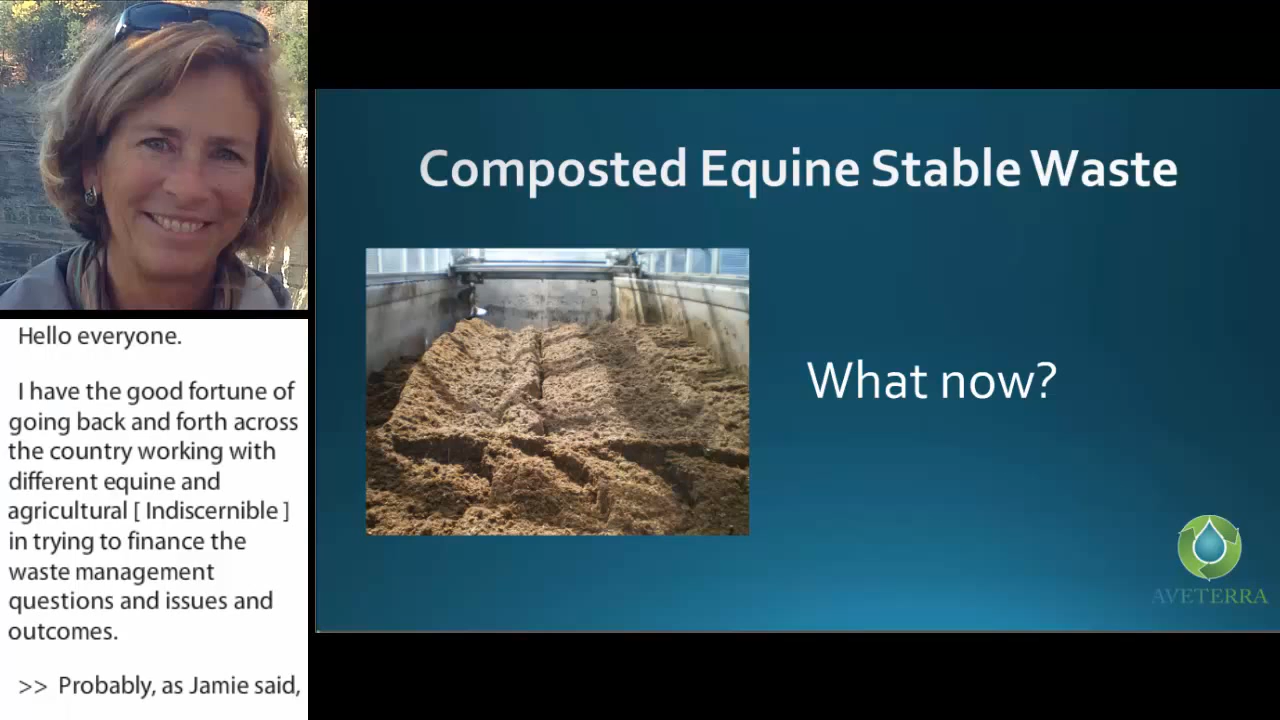 Hello everyone.
I have the good fortune of
going back and forth across
the country working with
different equine and
agricultural [ Indiscernible ]
in trying to finance the
waste management
questions and issues and
outcomes.
>> Probably, as Jamie said,
Composted Equine Stable Waste
What now?
AVETERRA